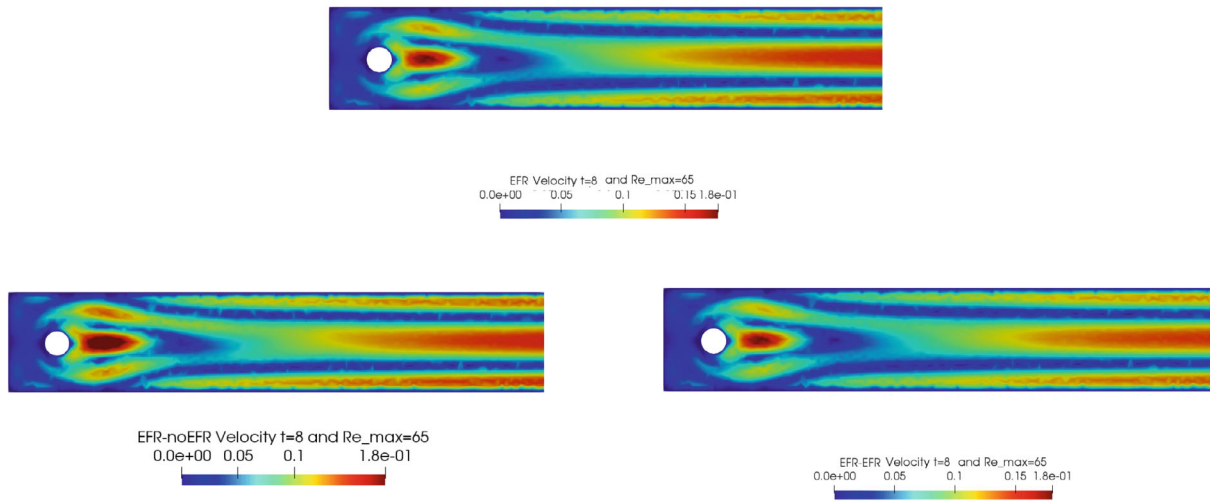 EFR Velocity t=8 and Re_max=65
0.0e+00 0.05 0.1 0.15 1.8e-01
EFR-noEFR Velocity t=8 and Re_max=65
0.0e+00 0.05 0.1 1.8e-01
EFR-EFR Velocity t=8 and Re_max=65
0.0e+00 0.05 0.1 0.15 1.8e-01